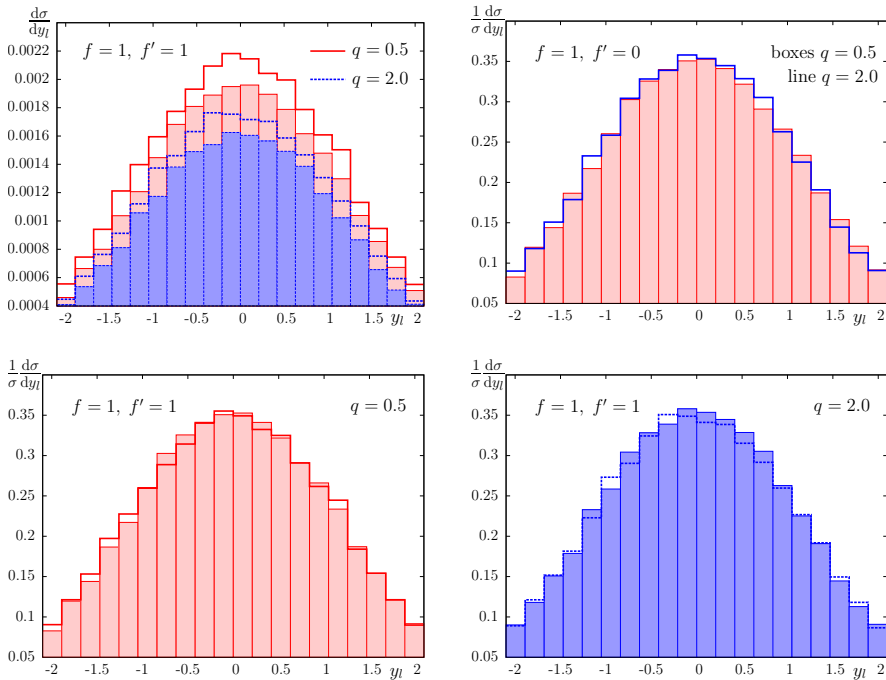 dσ/dy_l
f = 1, f′ = 1
q = 0.5
q = 2.0
0.0022
0.002
0.0018
0.0016
0.0014
0.0012
0.001
0.0008
0.0006
0.0004
-2 -1.5 -1 -0.5 0 0.5 1 1.5 y_l 2
1/σ dσ/dy_l
f = 1, f′ = 0
boxes q = 0.5
line q = 2.0
0.35
0.3
0.25
0.2
0.15
0.1
0.05
-2 -1.5 -1 -0.5 0 0.5 1 1.5 y_l 2
1/σ dσ/dy_l
f = 1, f′ = 1
q = 0.5
0.35
0.3
0.25
0.2
0.15
0.1
0.05
-2 -1.5 -1 -0.5 0 0.5 1 1.5 y_l 2
1/σ dσ/dy_l
f = 1, f′ = 1
q = 2.0
0.35
0.3
0.25
0.2
0.15
0.1
0.05
-2 -1.5 -1 -0.5 0 0.5 1 1.5 y_l 2